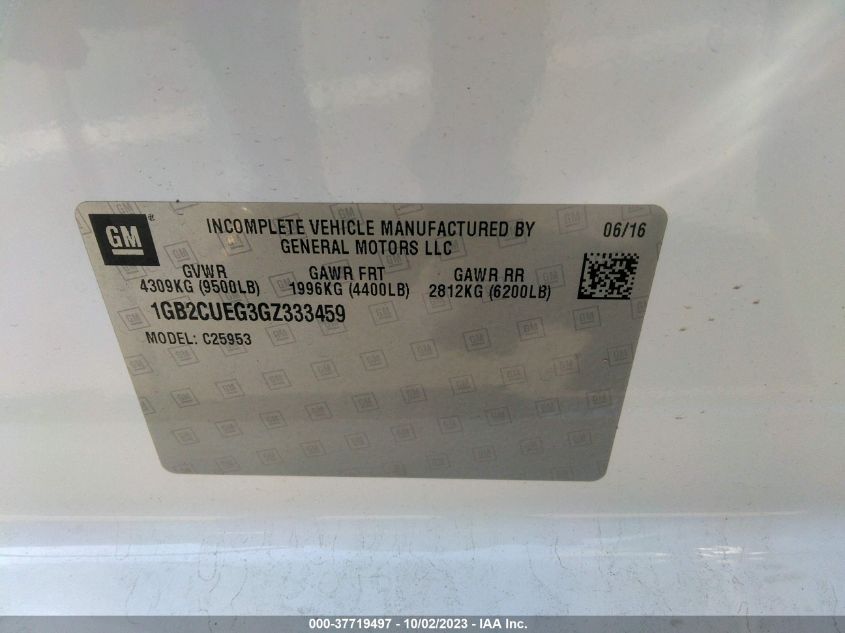 GM
INCOMPLETE VEHICLE MANUFACTURED BY
GENERAL MOTORS LLC
06/16
GVWR
4309KG (9500LB)
GAWR FRT
1996KG (4400LB)
GAWR RR
2812KG (6200LB)
1GB2CUEG3GZ333459
MODEL: C25953
000-37719497 - 10/02/2023 - IAA Inc.